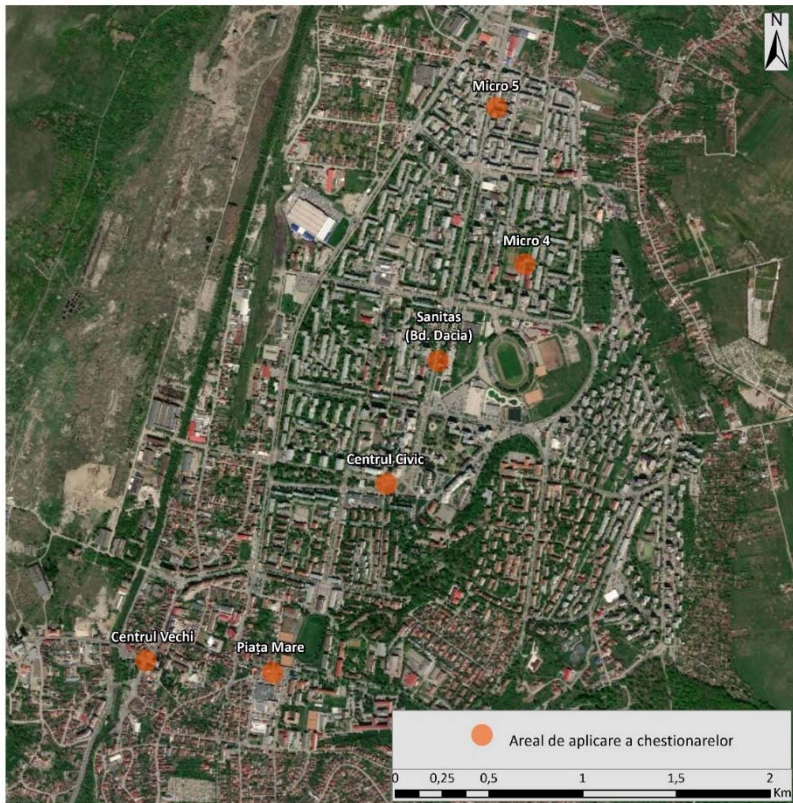 N
Micro 5
Micro 4
Sanitas
(Bd. Dacia)
Centrul Civic
Centrul Vechi
Piața Mare
Areal de aplicare a chestionarelor
0 0,25 0,5 1 1,5 2
Km